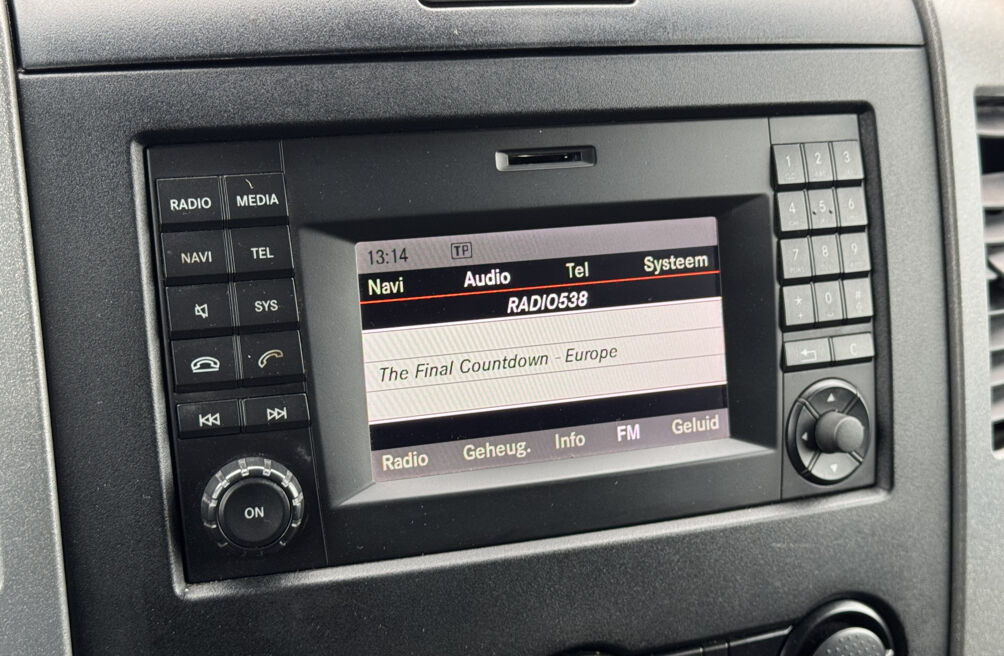 RADIO MEDIA
NAVI TEL
SYS
ON
13:14 TP
Navi Audio Tel Systeem
RADIO538
The Final Countdown - Europe
Radio Geheug. Info FM Geluid
1 2 3
4 5 6
7 8 9
* 0 #
C